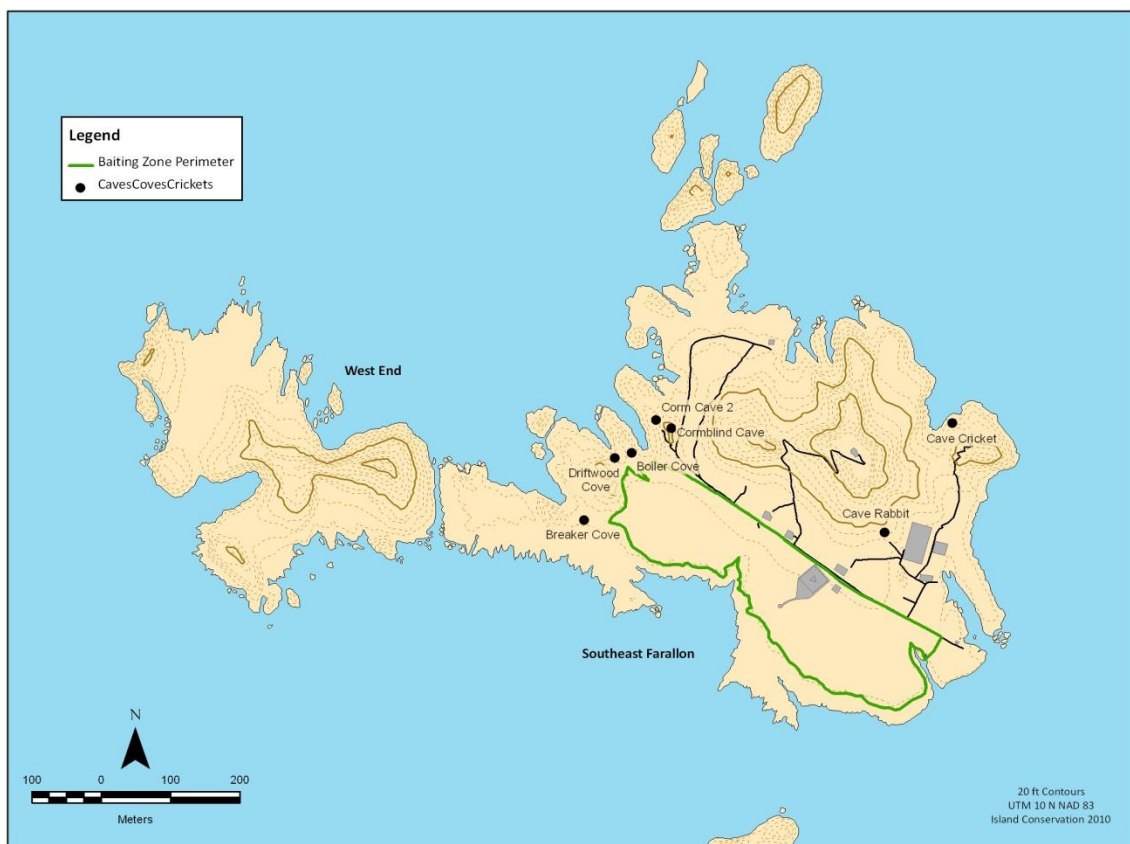 Legend
Baiting Zone Perimeter
CavesCovesCrickets
West End
Corm Cave 2
Cormblind Cave
Cave Cricket
Boiler Cove
Driftwood
Cove
Cave Rabbit
Breaker Cove
Southeast Farallon
N
100 0 100 200
Meters
20 ft Contours
UTM 10 N NAD 83
Island Conservation 2010